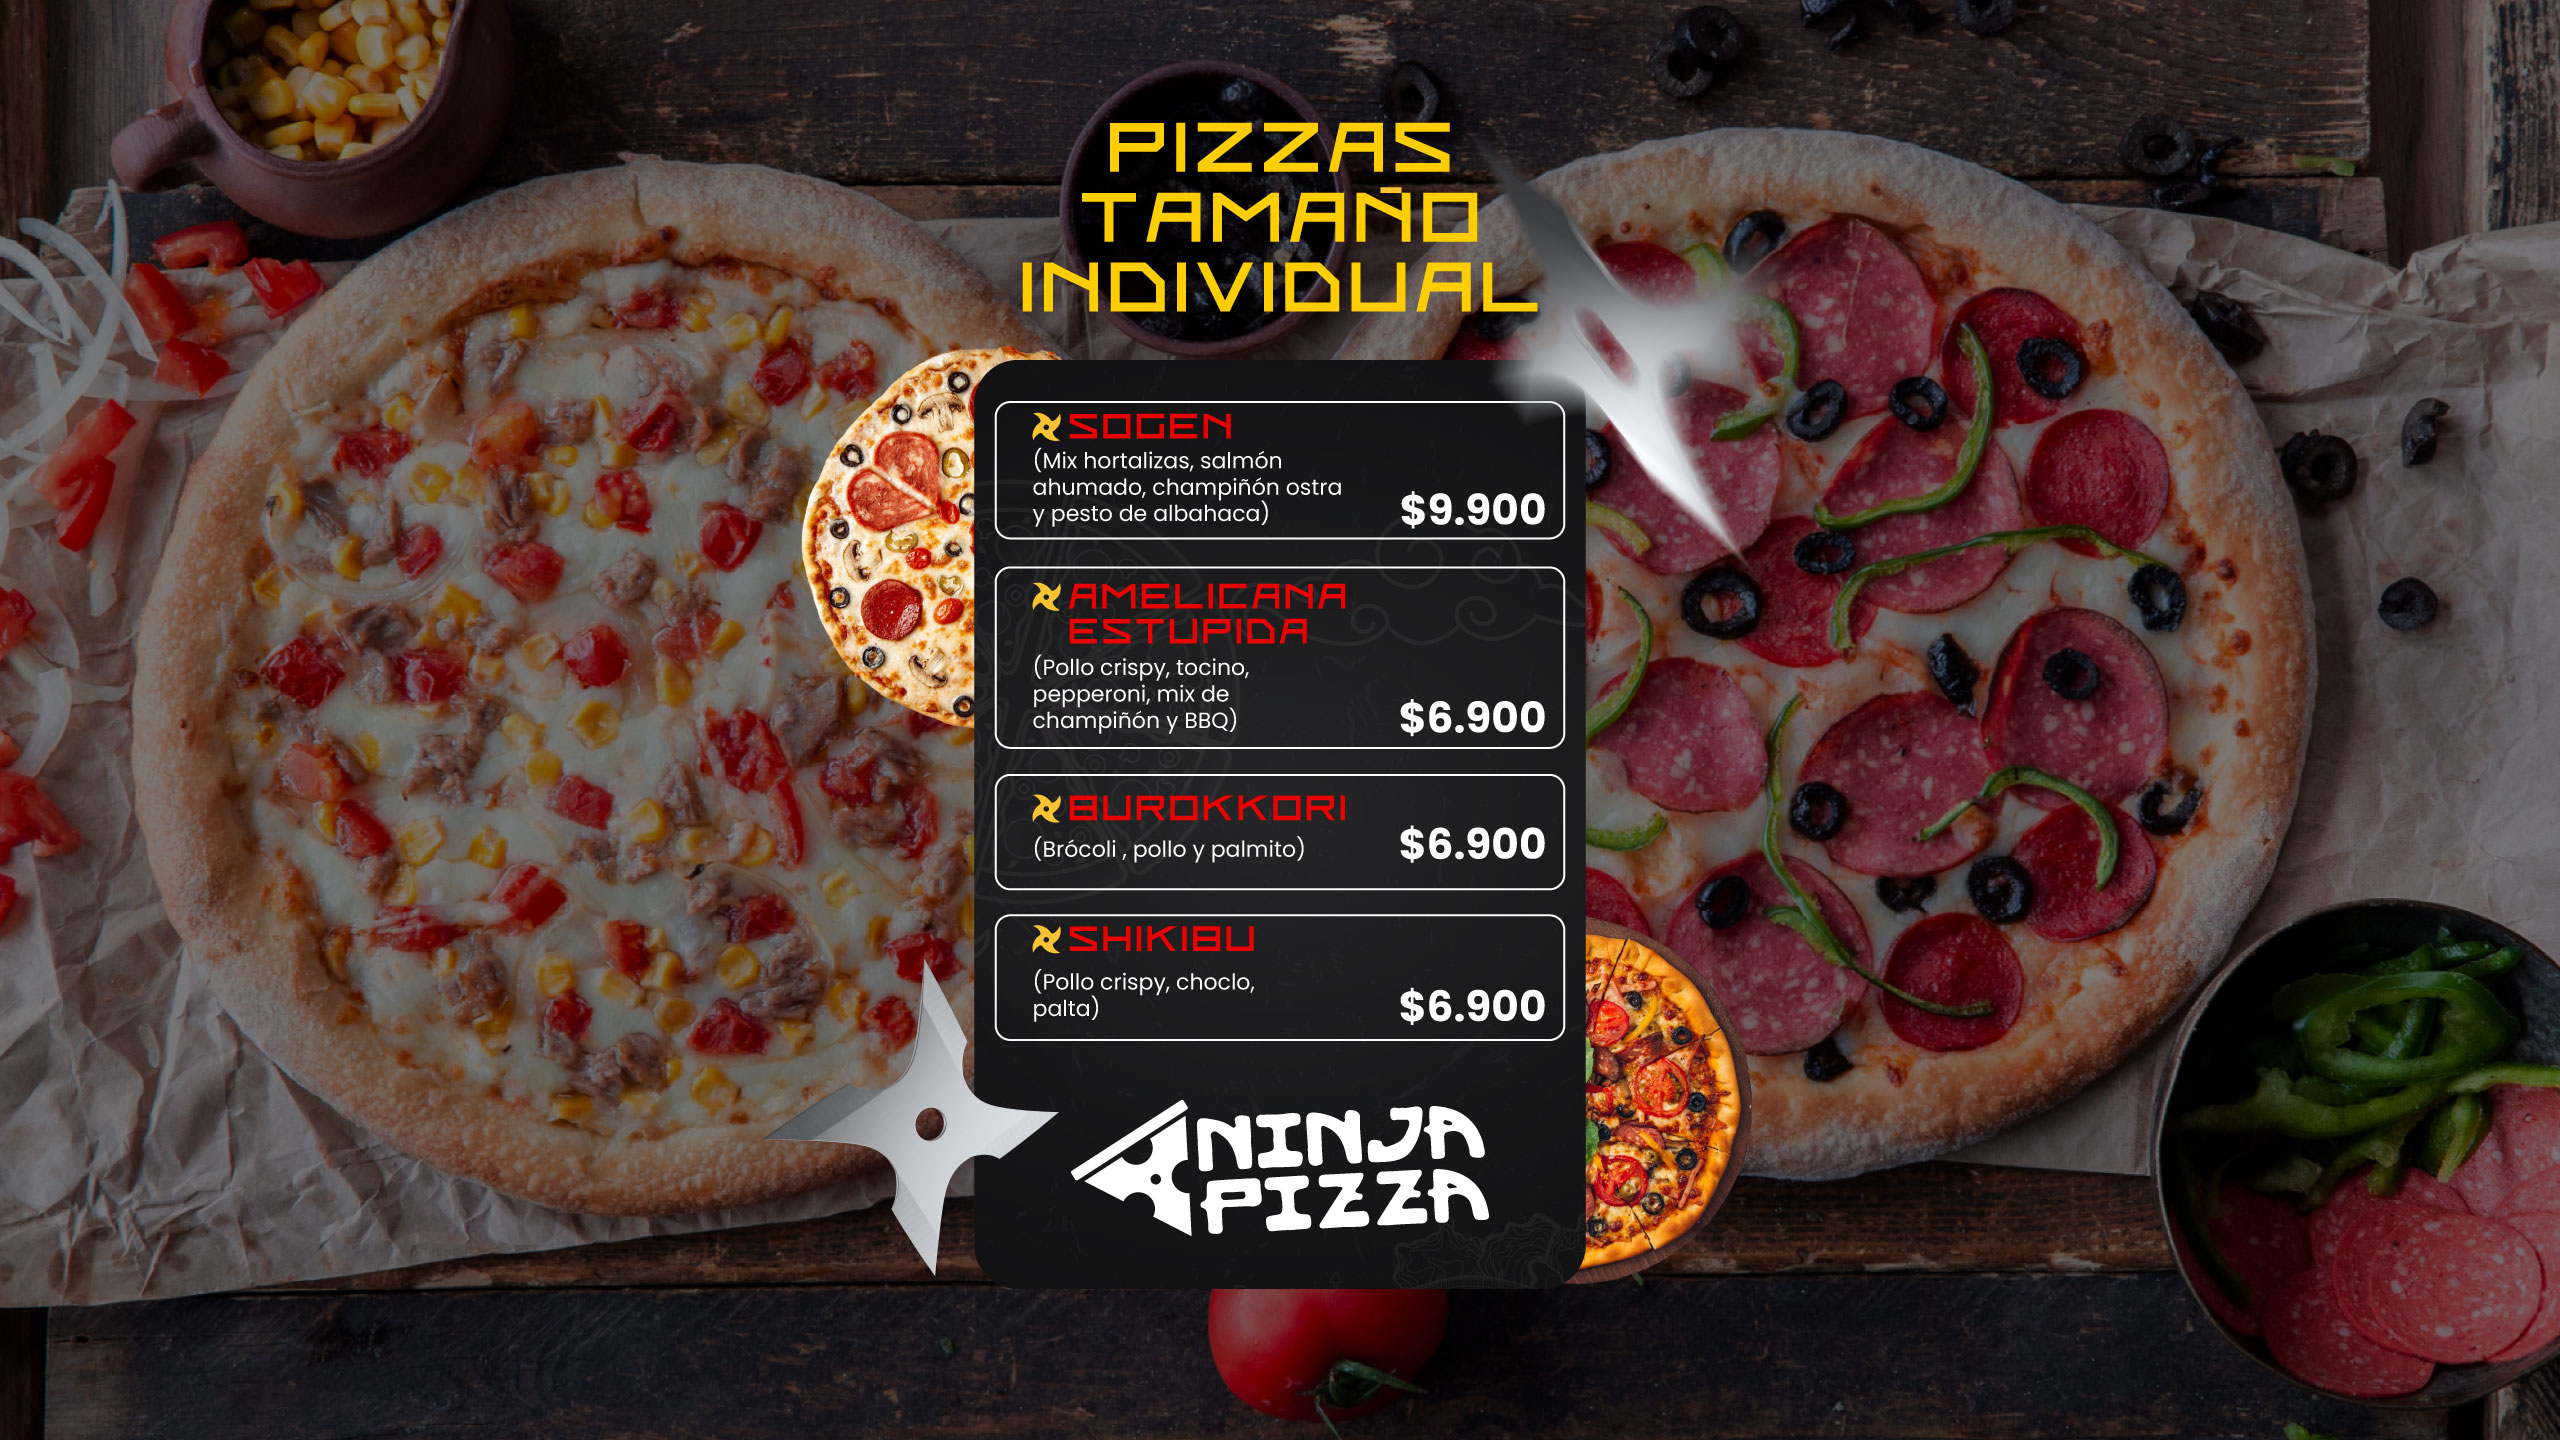 PIZZAS
TAMAÑO
INDIVIDUAL
SOGEN
(Mix hortalizas, salmón
ahumado, champiñón ostra
y pesto de albahaca)
$9.900
AMELICANA
ESTUPIDA
(Pollo crispy, tocino,
pepperoni, mix de
champiñón y BBQ)
$6.900
BUROKKORI
(Brócoli , pollo y palmito)
$6.900
SHIKIBU
(Pollo crispy, choclo,
palta)
$6.900
NINJA
PIZZA